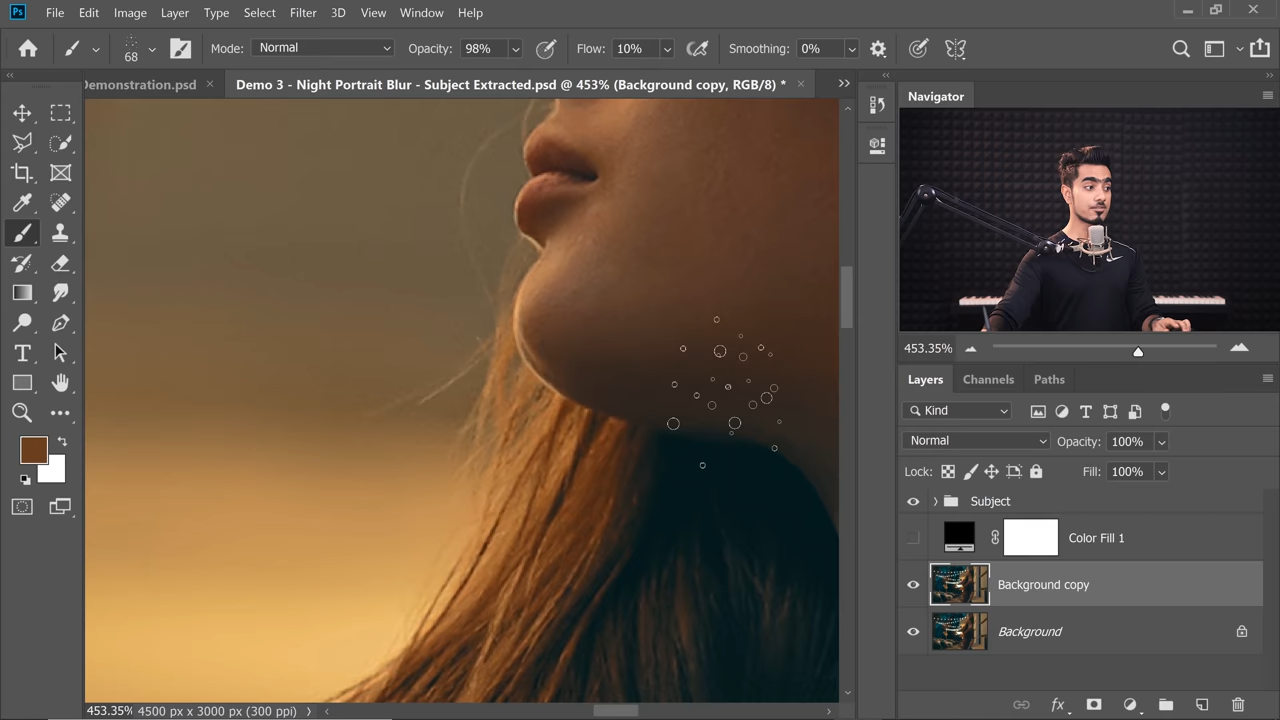 Ps File Edit Image Layer Type Select Filter 3D View Window Help
68 Mode: Normal Opacity: 98% Flow: 10% Smoothing: 0%
Demonstration.psd × Demo 3 - Night Portrait Blur - Subject Extracted.psd @ 453% (Background copy, RGB/8) * ×
Navigator
453.35%
Layers Channels Paths
Kind
Normal Opacity: 100%
Lock: Fill: 100%
Subject
Color Fill 1
Background copy
Background
fx
453.35% 4500 px x 3000 px (300 ppi)